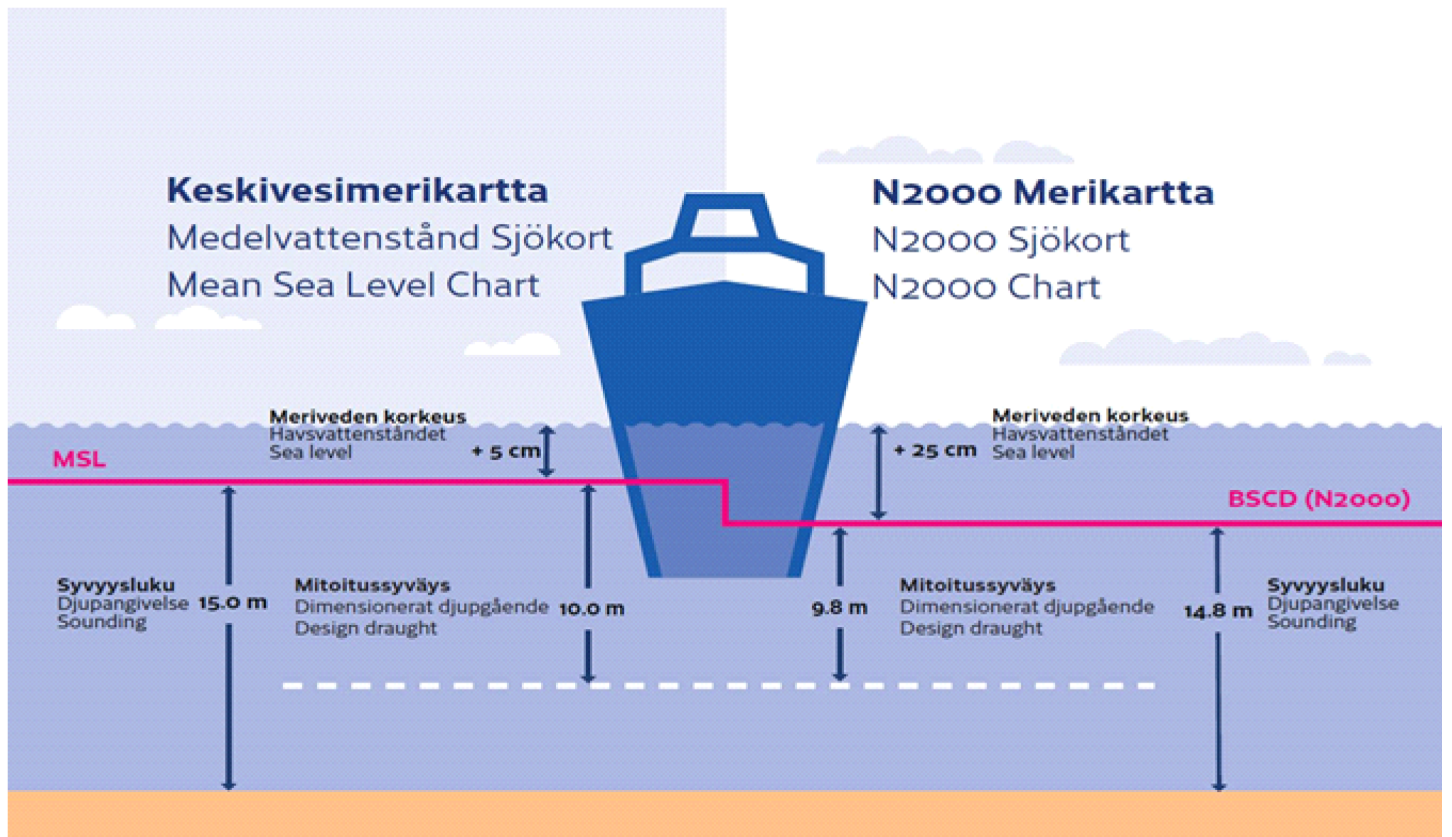 Keskivesimerikartta
Medelvattenstånd Sjökort
Mean Sea Level Chart
N2000 Merikartta
N2000 Sjökort
N2000 Chart
Meriveden korkeus
Havsvattenståndet
Sea level
+ 5 cm
MSL
+ 25 cm
Meriveden korkeus
Havsvattenståndet
Sea level
BSCD (N2000)
Syvyysluku
Djupangivelse
Sounding
15.0 m
Mitoitussyväys
Dimensionerat djupgående
Design draught
10.0 m
9.8 m
Mitoitussyväys
Dimensionerat djupgående
Design draught
14.8 m
Syvyysluku
Djupangivelse
Sounding